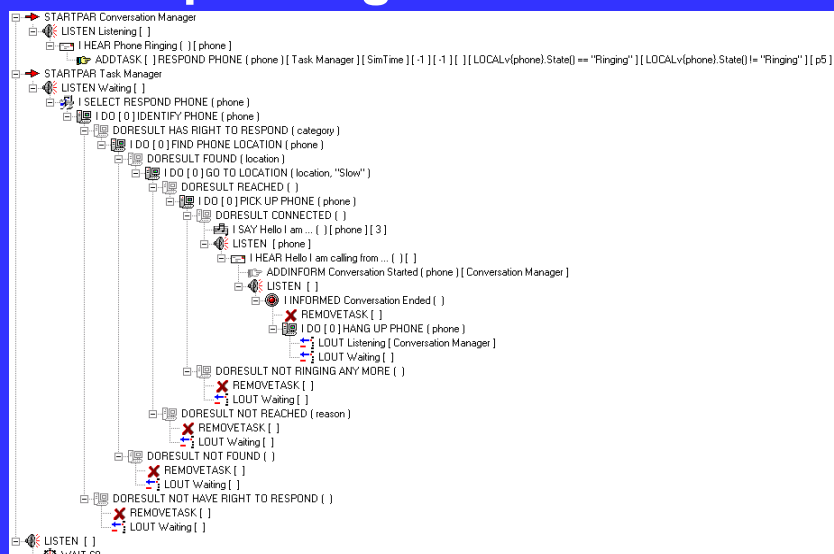 STARTPAR Conversation Manager
LISTEN Listening [ ]
I HEAR Phone Ringing ( ) [ phone ]
ADDTASK [ ] RESPOND PHONE ( phone ) [ Task Manager ] [ SimTime ] [ -1 ] [ -1 ] [ ] [ LOCALv{phone}.State() == "Ringing" ] [ LOCALv{phone}.State() != "Ringing" ] [ p5 ]
STARTPAR Task Manager
LISTEN Waiting [ ]
I SELECT RESPOND PHONE ( phone )
I DO [ 0 ] IDENTIFY PHONE ( phone )
DORESULT HAS RIGHT TO RESPOND ( category )
I DO [ 0 ] FIND PHONE LOCATION ( phone )
DORESULT FOUND ( location )
I DO [ 0 ] GO TO LOCATION ( location, "Slow" )
DORESULT REACHED ( )
I DO [ 0 ] PICK UP PHONE ( phone )
DORESULT CONNECTED ( )
I SAY Hello I am ... ( ) [ phone ] [ 3 ]
LISTEN [ phone ]
I HEAR Hello I am calling from ... ( ) [ ]
ADDINFORM Conversation Started ( phone ) [ Conversation Manager ]
LISTEN [ ]
I INFORMED Conversation Ended ( )
REMOVETASK [ ]
I DO [ 0 ] HANG UP PHONE ( phone )
LOUT Listening [ Conversation Manager ]
LOUT Waiting [ ]
DORESULT NOT RINGING ANY MORE ( )
REMOVETASK [ ]
LOUT Waiting [ ]
DORESULT NOT REACHED ( reason )
REMOVETASK [ ]
LOUT Waiting [ ]
DORESULT NOT FOUND ( )
REMOVETASK [ ]
LOUT Waiting [ ]
DORESULT NOT HAVE RIGHT TO RESPOND ( )
REMOVETASK [ ]
LOUT Waiting [ ]
LISTEN [ ]